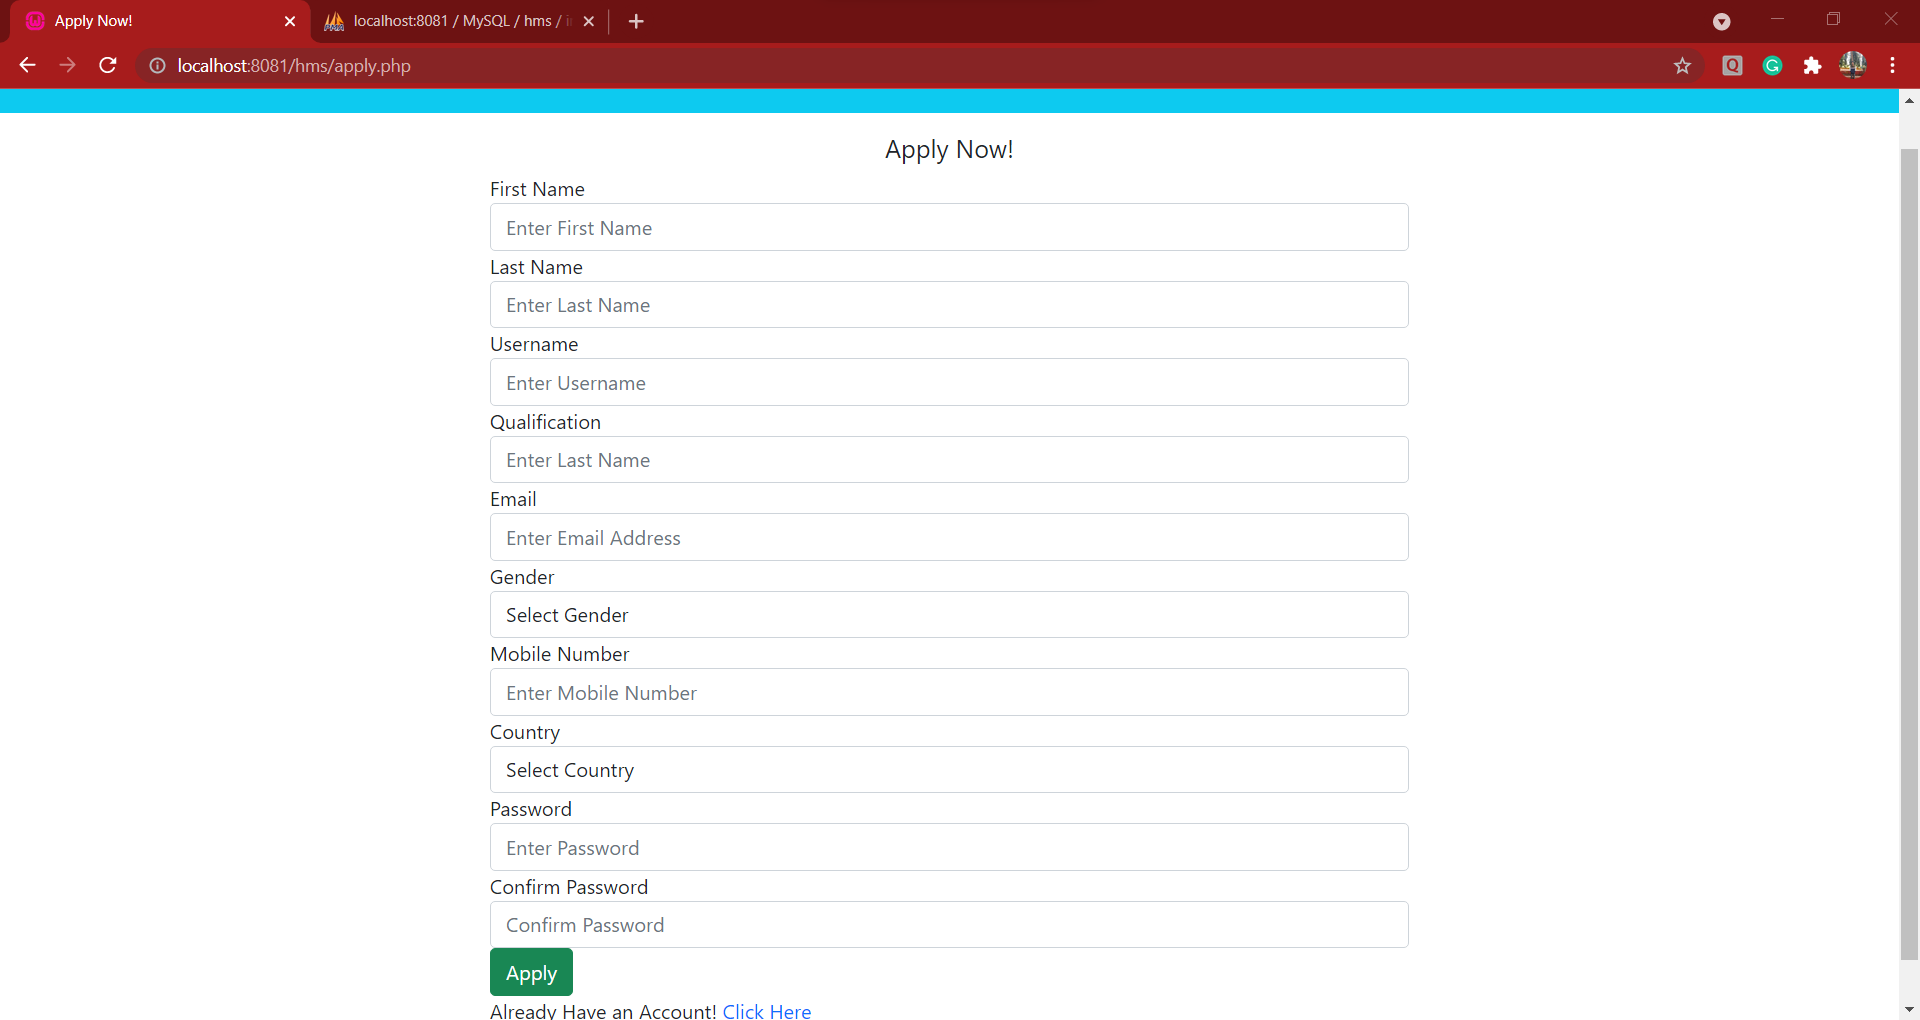 Apply Now!
localhost:8081 / MySQL / hms /
localhost:8081/hms/apply.php
Apply Now!
First Name
Enter First Name
Last Name
Enter Last Name
Username
Enter Username
Qualification
Enter Last Name
Email
Enter Email Address
Gender
Select Gender
Mobile Number
Enter Mobile Number
Country
Select Country
Password
Enter Password
Confirm Password
Confirm Password
Apply
Already Have an Account! Click Here